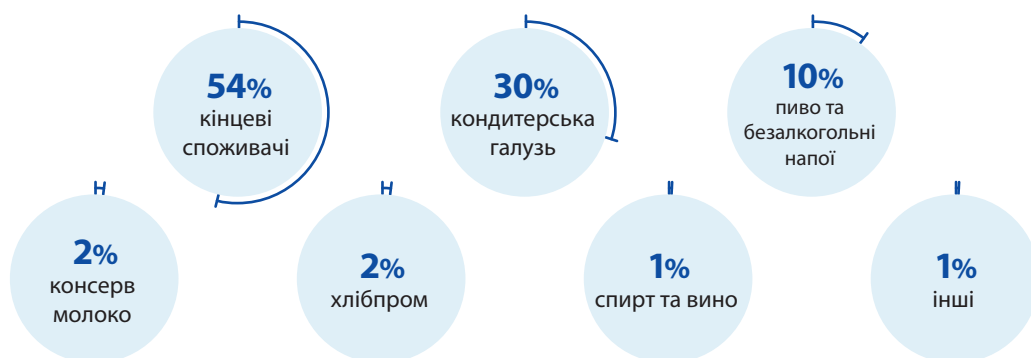 54%
кінцеві
споживачі
30%
кондитерська
галузь
10%
пиво та
безалкогольні
напої
2%
консерв
молоко
2%
хлібпром
1%
спирт та вино
1%
інші